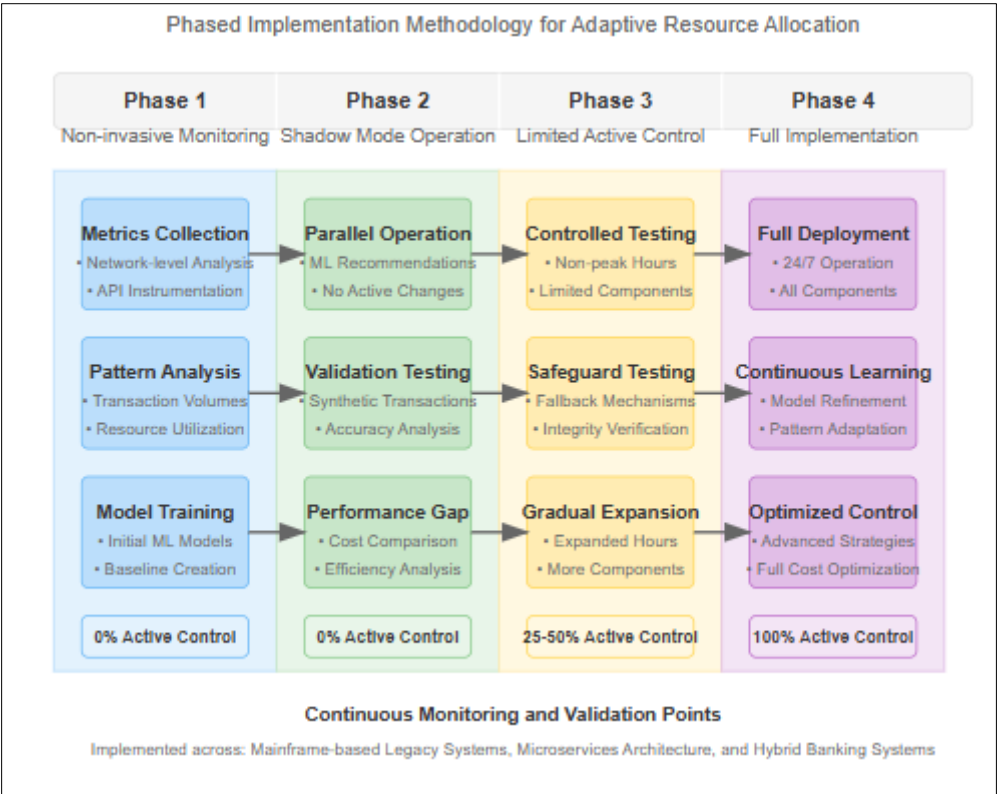 Phased Implementation Methodology for Adaptive Resource Allocation
Phase 1
Phase 2
Phase 3
Phase 4
Non-invasive Monitoring
Shadow Mode Operation
Limited Active Control
Full Implementation
Metrics Collection
• Network-level Analysis
• API Instrumentation
Parallel Operation
• ML Recommendations
• No Active Changes
Controlled Testing
• Non-peak Hours
• Limited Components
Full Deployment
• 24/7 Operation
• All Components
Pattern Analysis
• Transaction Volumes
• Resource Utilization
Validation Testing
• Synthetic Transactions
• Accuracy Analysis
Safeguard Testing
• Fallback Mechanisms
• Integrity Verification
Continuous Learning
• Model Refinement
• Pattern Adaptation
Model Training
• Initial ML Models
• Baseline Creation
Performance Gap
• Cost Comparison
• Efficiency Analysis
Gradual Expansion
• Expanded Hours
• More Components
Optimized Control
• Advanced Strategies
• Full Cost Optimization
0% Active Control
0% Active Control
25-50% Active Control
100% Active Control
Continuous Monitoring and Validation Points
Implemented across: Mainframe-based Legacy Systems, Microservices Architecture, and Hybrid Banking Systems